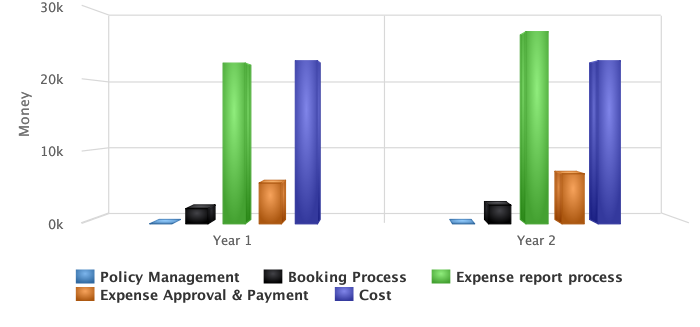 30k
20k
10k
0k
Money
Year 1 Year 2
Policy Management Booking Process Expense report process
Expense Approval & Payment Cost